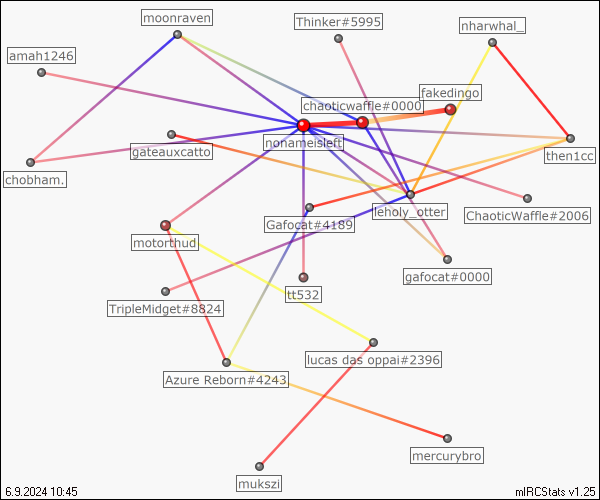 moonraven
Thinker#5995
nharwhal_
amah1246
fakedingo
chaoticwaffle#0000
nonameisleft
gateauxcatto
then1cc
chobham.
leholy_otter
ChaoticWaffle#2006
Gafocat#4189
motorthud
gafocat#0000
tt532
TripleMidget#8824
lucas das oppai#2396
Azure Reborn#4243
mercurybro
mukszi
6.9.2024 10:45
mIRCStats v1.25